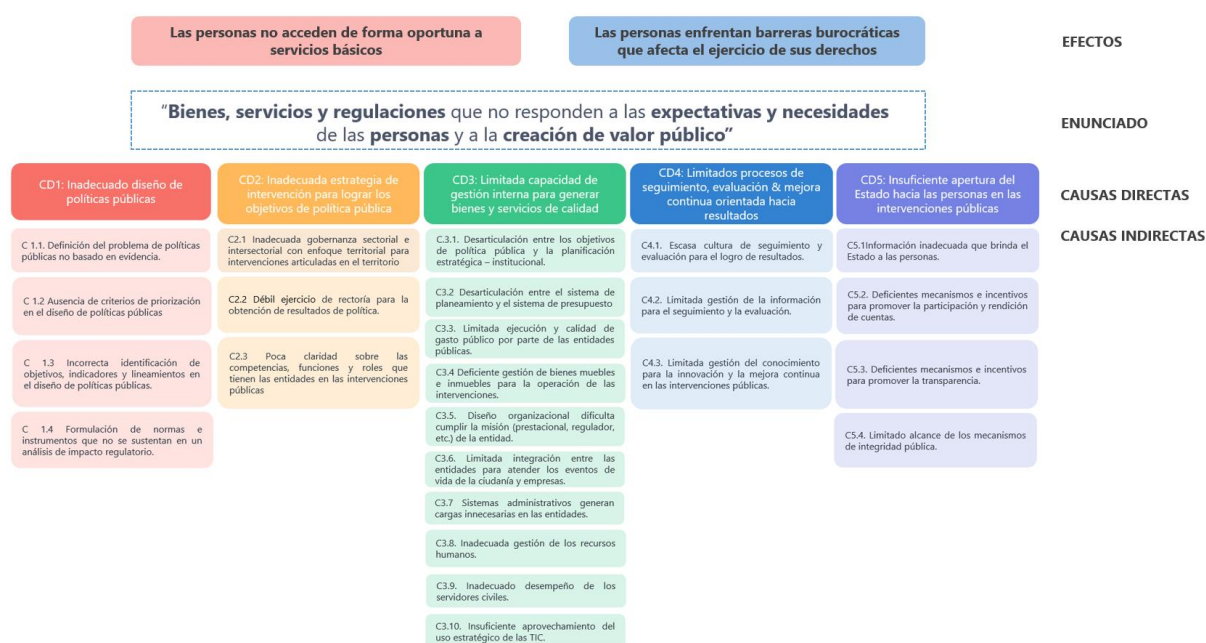 Las personas no acceden de forma oportuna a
servicios básicos
Las personas enfrentan barreras burocráticas
que afecta el ejercicio de sus derechos
EFECTOS
“Bienes, servicios y regulaciones que no responden a las expectativas y necesidades
de las personas y a la creación de valor público”
ENUNCIADO
CD1: Inadecuado diseño de
políticas públicas
CD2: Inadecuada estrategia de
intervención para lograr los
objetivos de política pública
CD3: Limitada capacidad de
gestión interna para generar
bienes y servicios de calidad
CD4: Limitados procesos de
seguimiento, evaluación & mejora
continua orientada hacia
resultados
CD5: Insuficiente apertura del
Estado hacia las personas en las
intervenciones públicas
CAUSAS DIRECTAS
CAUSAS INDIRECTAS
C 1.1. Definición del problema de políticas
públicas no basado en evidencia.
C 1.2 Ausencia de criterios de priorización
en el diseño de políticas públicas
C 1.3 Incorrecta identificación de
objetivos, indicadores y lineamientos en
el diseño de políticas públicas.
C 1.4 Formulación de normas e
instrumentos que no se sustentan en un
análisis de impacto regulatorio.
C2.1 Inadecuada gobernanza sectorial e
intersectorial con enfoque territorial para
intervenciones articuladas en el territorio
C2.2 Débil ejercicio de rectoría para la
obtención de resultados de política.
C2.3 Poca claridad sobre las
competencias, funciones y roles que
tienen las entidades en las intervenciones
públicas
C.3.1. Desarticulación entre los objetivos
de política pública y la planificación
estratégica – institucional.
C3.2 Desarticulación entre el sistema de
planeamiento y el sistema de presupuesto
C3.3. Limitada ejecución y calidad de
gasto público por parte de las entidades
públicas.
C3.4 Deficiente gestión de bienes muebles
e inmuebles para la operación de las
intervenciones.
C3.5. Diseño organizacional dificulta
cumplir la misión (prestacional, regulador,
etc.) de la entidad.
C3.6. Limitada integración entre las
entidades para atender los eventos de
vida de la ciudanía y empresas.
C3.7 Sistemas administrativos generan
cargas innecesarias en las entidades.
C3.8. Inadecuada gestión de los recursos
humanos.
C3.9. Inadecuado desempeño de los
servidores civiles.
C3.10. Insuficiente aprovechamiento del
uso estratégico de las TIC.
C4.1. Escasa cultura de seguimiento y
evaluación para el logro de resultados.
C4.2. Limitada gestión de la información
para el seguimiento y la evaluación.
C4.3. Limitada gestión del conocimiento
para la innovación y la mejora continua
en las intervenciones públicas.
C5.1Información inadecuada que brinda el
Estado a las personas.
C5.2. Deficientes mecanismos e incentivos
para promover la participación y rendición
de cuentas.
C5.3. Deficientes mecanismos e incentivos
para promover la transparencia.
C5.4. Limitado alcance de los mecanismos
de integridad pública.